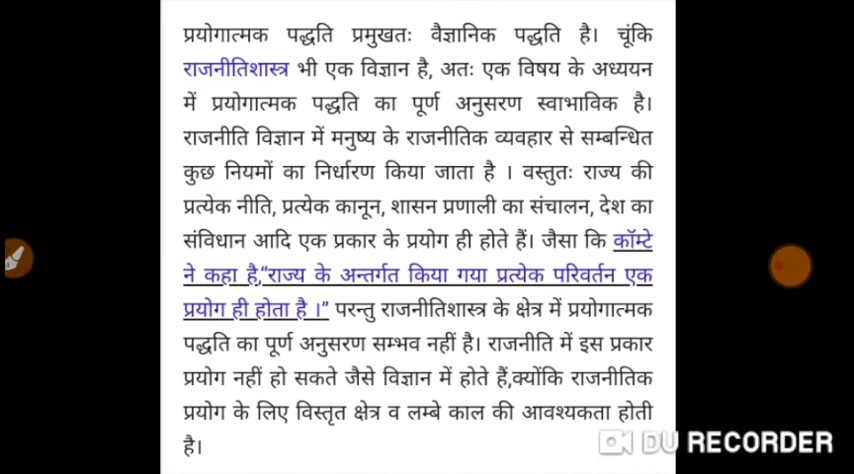 प्रयोगात्मक पद्धति प्रमुखतः वैज्ञानिक पद्धति है। चूंकि
राजनीतिशास्त्र भी एक विज्ञान है, अतः एक विषय के अध्ययन
में प्रयोगात्मक पद्धति का पूर्ण अनुसरण स्वाभाविक है।
राजनीति विज्ञान में मनुष्य के राजनीतिक व्यवहार से सम्बन्धित
कुछ नियमों का निर्धारण किया जाता है । वस्तुतः राज्य की
प्रत्येक नीति, प्रत्येक कानून, शासन प्रणाली का संचालन, देश का
संविधान आदि एक प्रकार के प्रयोग ही होते हैं। जैसा कि कॉम्टे
ने कहा है,“राज्य के अन्तर्गत किया गया प्रत्येक परिवर्तन एक
प्रयोग ही होता है ।” परन्तु राजनीतिशास्त्र के क्षेत्र में प्रयोगात्मक
पद्धति का पूर्ण अनुसरण सम्भव नहीं है। राजनीति में इस प्रकार
प्रयोग नहीं हो सकते जैसे विज्ञान में होते हैं,क्योंकि राजनीतिक
प्रयोग के लिए विस्तृत क्षेत्र व लम्बे काल की आवश्यकता होती
है।
DU RECORDER